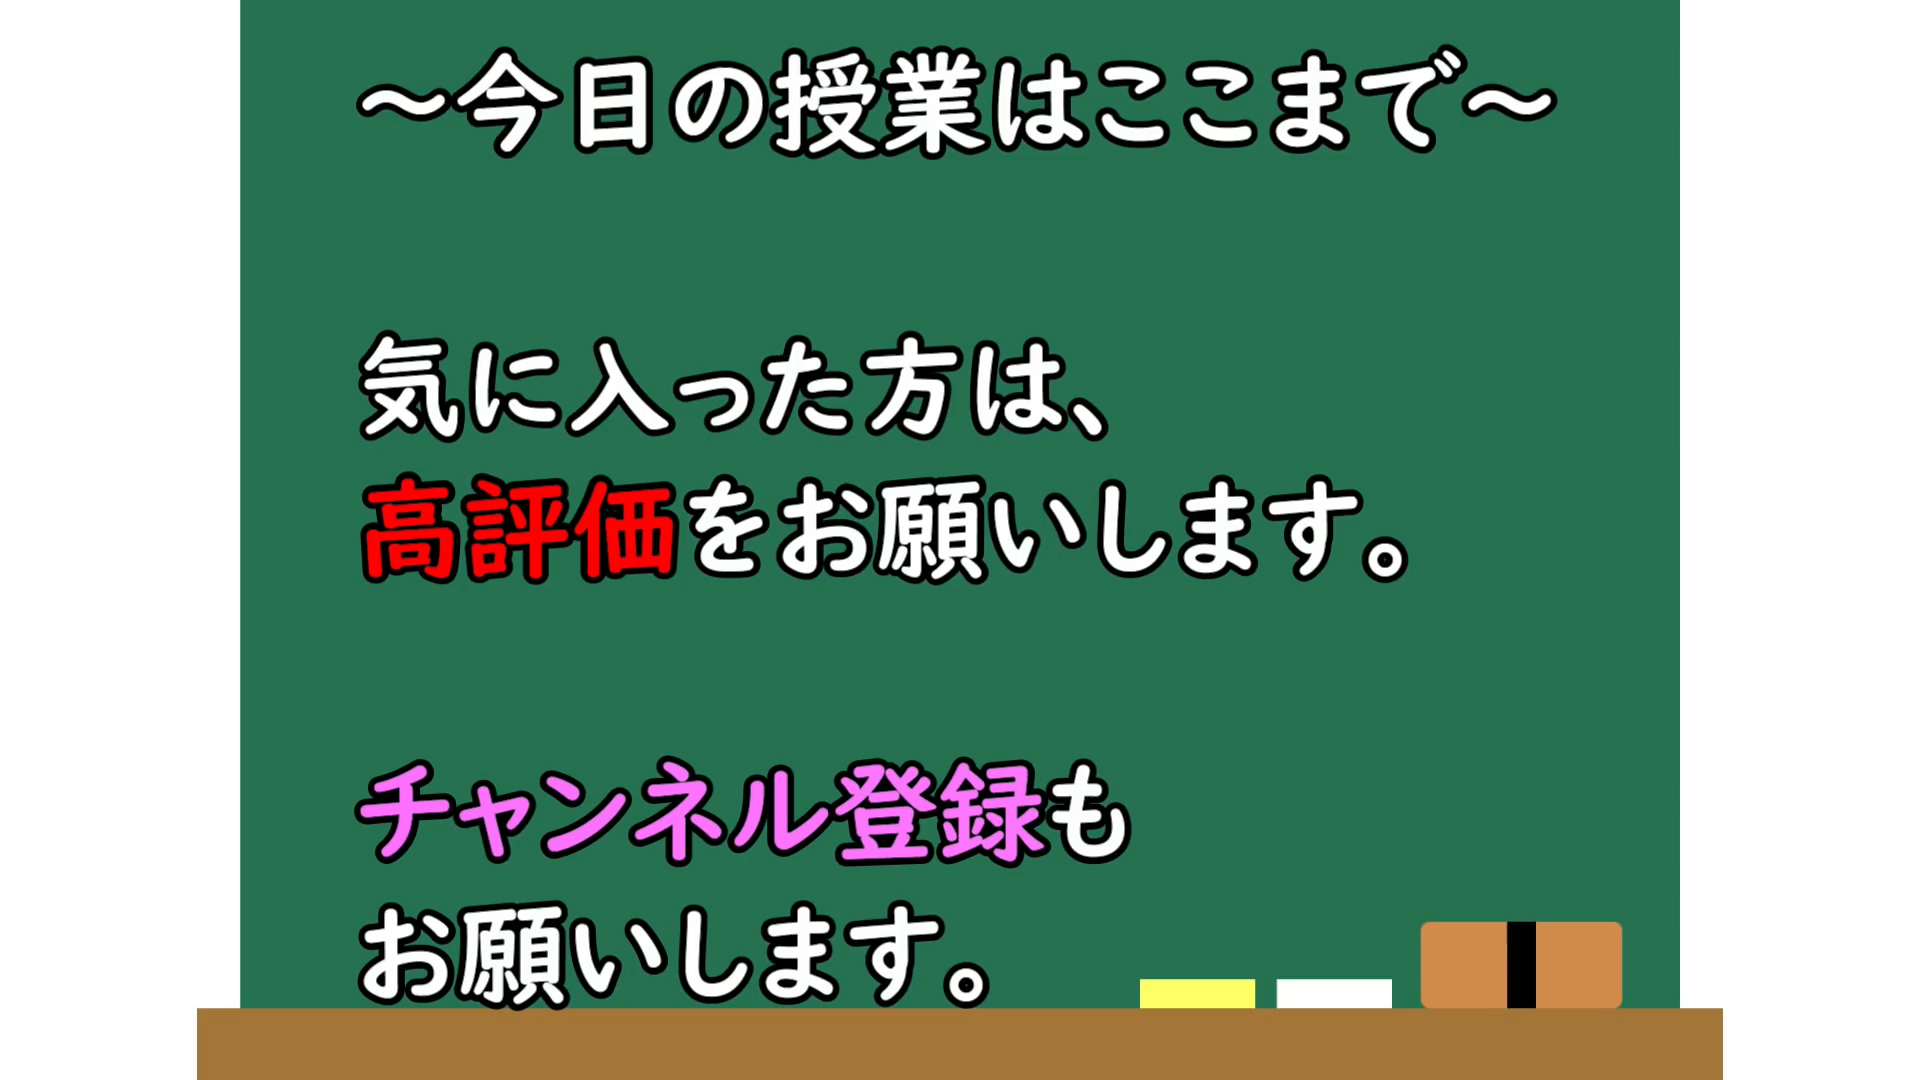 ～今日の授業はここまで～
気に入った方は、
高評価をお願いします。
チャンネル登録も
お願いします。